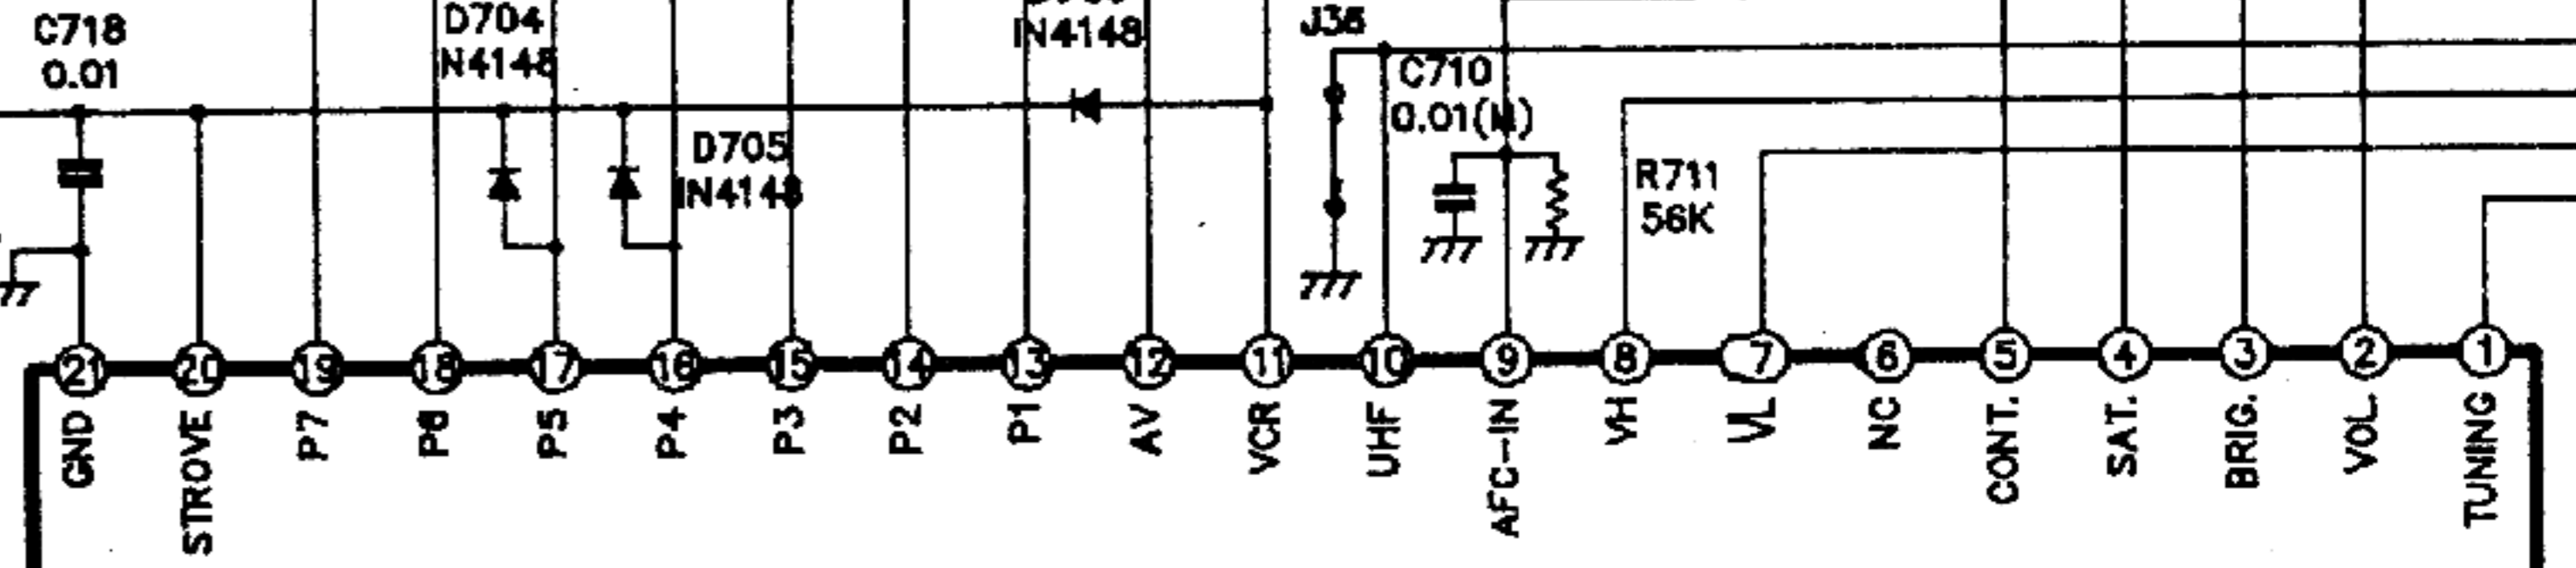 C718
0.01
D704
N4148
IN4148
D705
IN4148
J36
C710
0.01(M)
R711
56K
21
20
19
18
17
16
15
14
13
12
11
10
9
8
7
6
5
4
3
2
1
GND
STROVE
P7
P6
P5
P4
P3
P2
P1
AV
VCR
UHF
AFC-IN
VH
VL
NC
CONT.
SAT.
BRIG.
VOL.
TUNING